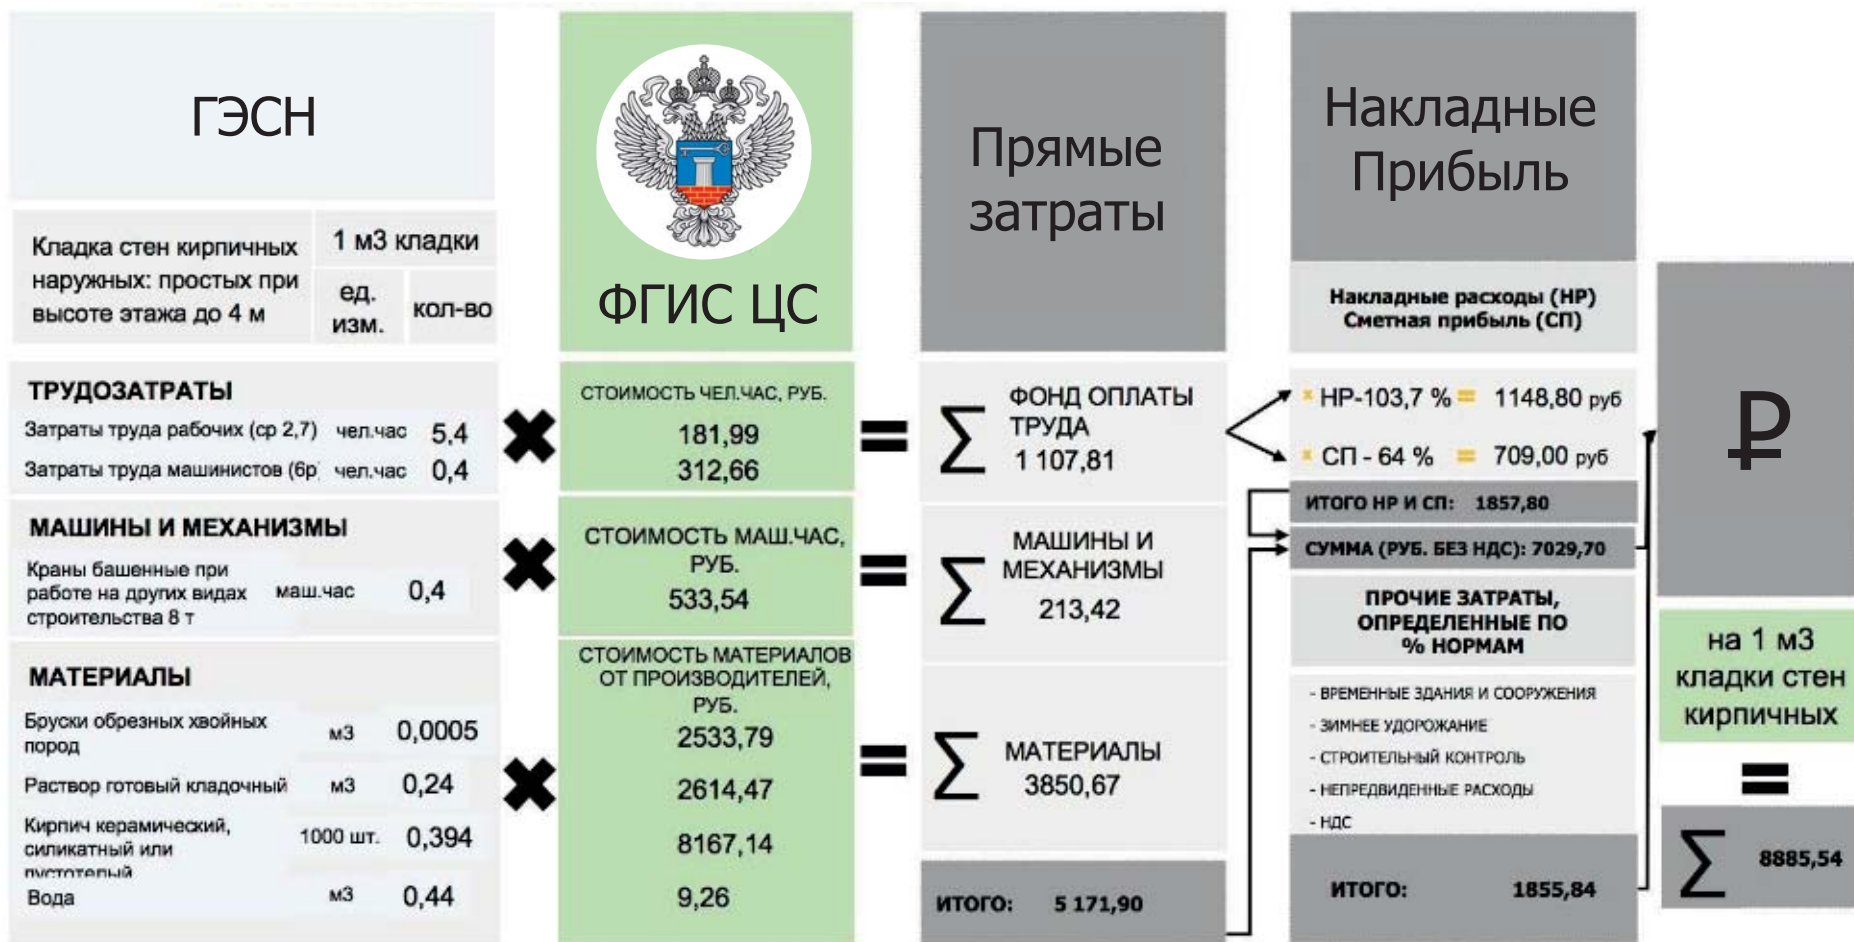 ГЭСН
Кладка стен кирпичных
наружных: простых при
высоте этажа до 4 м
1 м3 кладки
ед.
изм.
кол-во
ТРУДОЗАТРАТЫ
Затраты труда рабочих (ср 2,7) чел.час 5,4
Затраты труда машинистов (6р) чел.час 0,4
МАШИНЫ И МЕХАНИЗМЫ
Краны башенные при
работе на других видах
строительства 8 т
маш.час 0,4
МАТЕРИАЛЫ
Бруски обрезных хвойных
пород
м3 0,0005
Раствор готовый кладочный м3 0,24
Кирпич керамический,
силикатный или
пустотелый
1000 шт. 0,394
Вода м3 0,44
ФГИС ЦС
СТОИМОСТЬ ЧЕЛ.ЧАС, РУБ.
181,99
312,66
СТОИМОСТЬ МАШ.ЧАС,
РУБ.
533,54
СТОИМОСТЬ МАТЕРИАЛОВ
ОТ ПРОИЗВОДИТЕЛЕЙ,
РУБ.
2533,79
2614,47
8167,14
9,26
Прямые
затраты
∑ ФОНД ОПЛАТЫ
ТРУДА
1 107,81
∑ МАШИНЫ И
МЕХАНИЗМЫ
213,42
∑ МАТЕРИАЛЫ
3850,67
ИТОГО: 5 171,90
Накладные
Прибыль
Накладные расходы (НР)
Сметная прибыль (СП)
× НР-103,7 % = 1148,80 руб
× СП - 64 % = 709,00 руб
ИТОГО НР И СП: 1857,80
СУММА (РУБ. БЕЗ НДС): 7029,70
ПРОЧИЕ ЗАТРАТЫ,
ОПРЕДЕЛЕННЫЕ ПО
% НОРМАМ
- ВРЕМЕННЫЕ ЗДАНИЯ И СООРУЖЕНИЯ
- ЗИМНЕЕ УДОРОЖАНИЕ
- СТРОИТЕЛЬНЫЙ КОНТРОЛЬ
- НЕПРЕДВИДЕННЫЕ РАСХОДЫ
- НДС
ИТОГО: 1855,84
₽
на 1 м3
кладки стен
кирпичных
=
∑ 8885,54